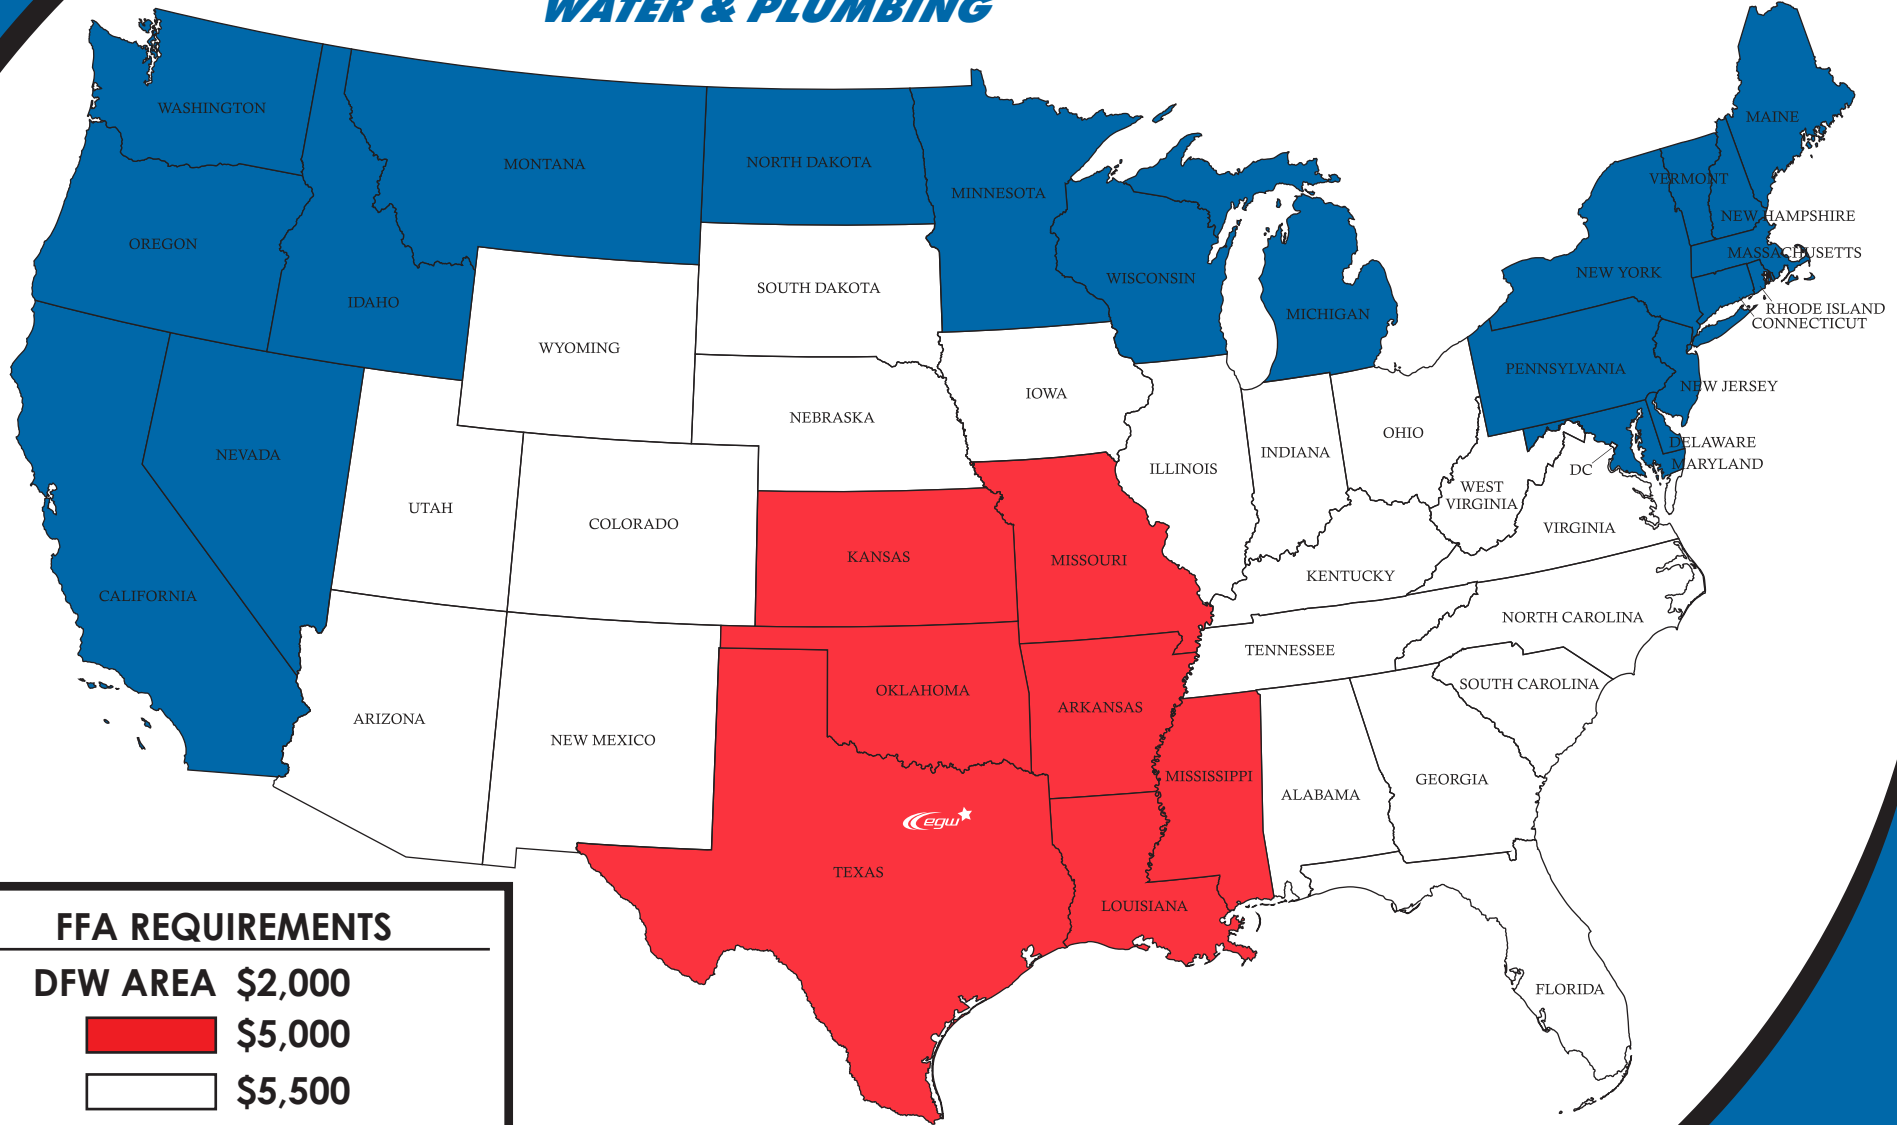 WATER & PLUMBING
WASHINGTON
MAINE
MONTANA
NORTH DAKOTA
VERMONT
MINNESOTA
NEW HAMPSHIRE
OREGON
MASSACHUSETTS
NEW YORK
WISCONSIN
SOUTH DAKOTA
IDAHO
RHODE ISLAND
MICHIGAN
CONNECTICUT
WYOMING
PENNSYLVANIA
NEW JERSEY
IOWA
NEBRASKA
OHIO
DELAWARE
INDIANA
NEVADA
MARYLAND
ILLINOIS
DC
WEST
VIRGINIA
UTAH
COLORADO
VIRGINIA
KANSAS
MISSOURI
KENTUCKY
CALIFORNIA
NORTH CAROLINA
TENNESSEE
SOUTH CAROLINA
OKLAHOMA
ARKANSAS
ARIZONA
NEW MEXICO
MISSISSIPPI
GEORGIA
ALABAMA
egw
TEXAS
LOUISIANA
FLORIDA
FFA REQUIREMENTS
DFW AREA $2,000
$5,000
$5,500